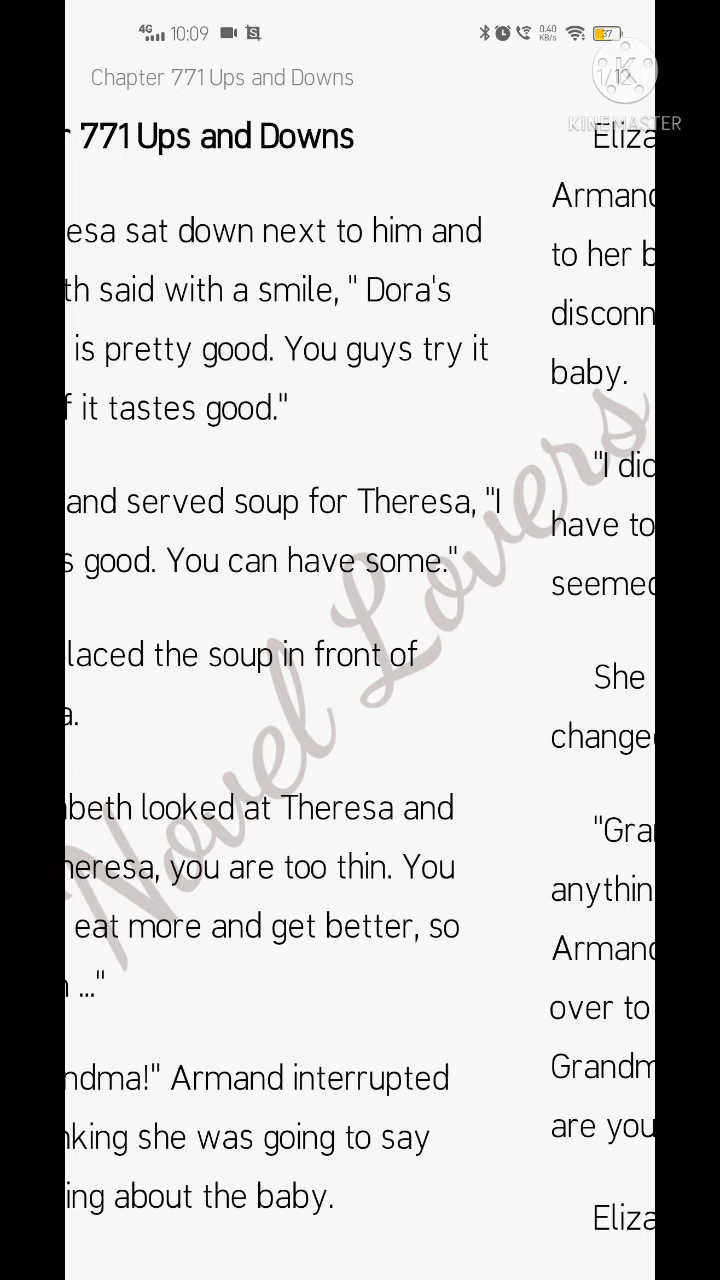 4G 10:09 0.40 KB/s 37
Chapter 771 Ups and Downs 1/12
KINEMASTER
r 771 Ups and Downs
esa sat down next to him and
th said with a smile, " Dora's
is pretty good. You guys try it
f it tastes good."
and served soup for Theresa, "I
s good. You can have some."
laced the soup in front of
a.
beth looked at Theresa and
heresa, you are too thin. You
eat more and get better, so
n ..."
ndma!" Armand interrupted
nking she was going to say
ing about the baby.
Eliza
Armand
to her b
disconn
baby.
"I did
have to
seemed
She
changed
"Gran
anythin
Armand
over to
Grandm
are you
Eliza
Novel Lovers